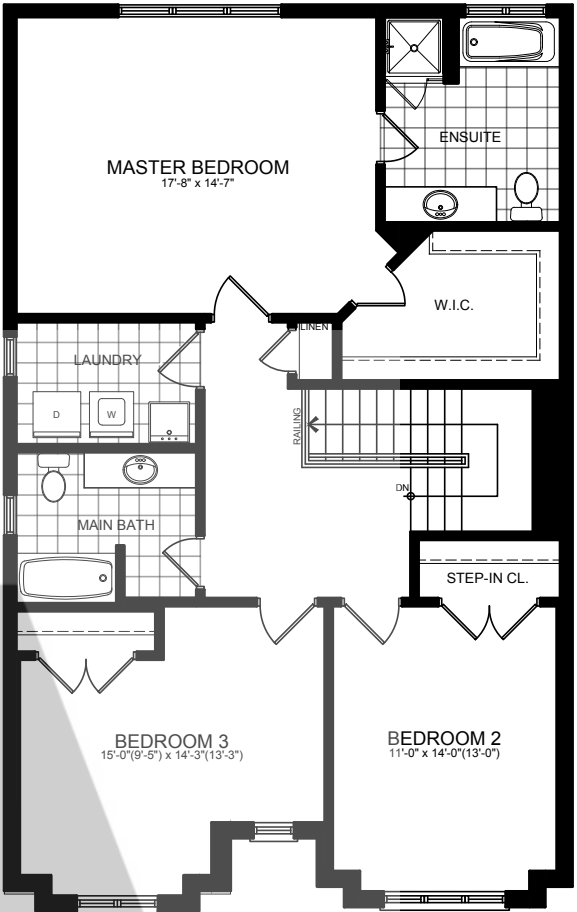 ENSUITE
MASTER BEDROOM
17'-8" x 14'-7"
W.I.C.
LINEN
LAUNDRY
D
W
RAILING
DN
MAIN BATH
STEP-IN CL.
BEDROOM 3
15'-0"(9'-5") x 14'-3"(13'-3")
BEDROOM 2
11'-0" x 14'-0"(13'-0")